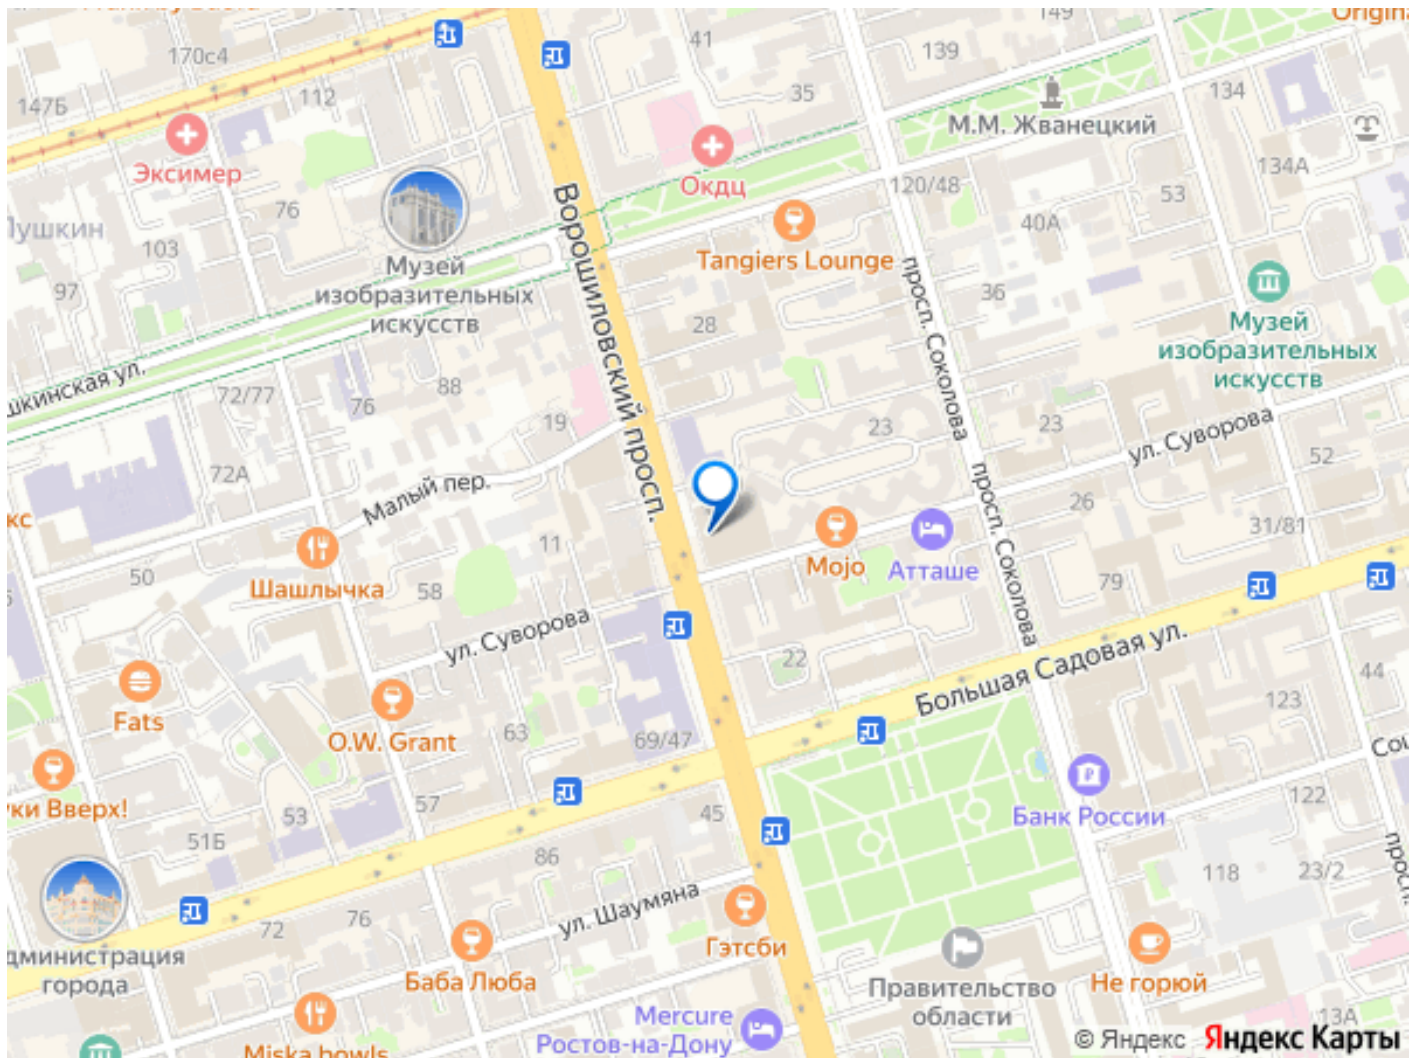 149
170с4
41
139
147Б
112
35
134
М.М. Жванецкий
Эксимер
Окдц
134А
120/48
53
76
40А
Пушкин
103
Tangiers Lounge
Музей
изобразительных
искусств
97
36
28
Ворошиловский просп.
просп. Соколова
Музей
изобразительных
искусств
88
72/77
76
19
23
23
ул. Суворова
52
72А
Малый пер.
просп. Соколова
26
31/81
11
Mojo
Атташе
50
Шашлычка
58
79
ул. Суворова
22
Большая Садовая ул.
44
Fats
O.W. Grant
63
69/47
123
57
45
Банк России
122
53
51Б
86
118
23/2
76
72
ул. Шаумяна
Гэтсби
города
Баба Люба
Правительство
области
Не горюй
Mercure
Ростов-на-Дону
13А
Miska bowls
© Яндекс Яндекс Карты